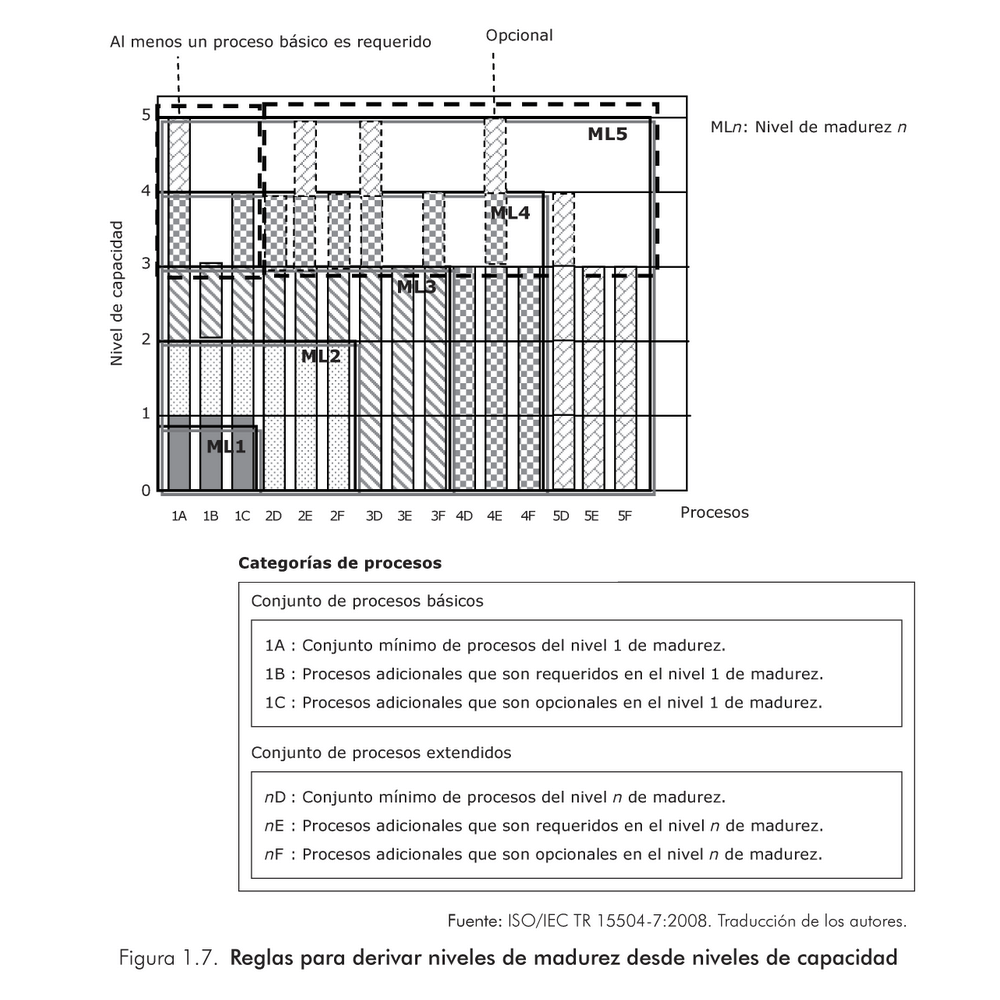 Al menos un proceso básico es requerido
Opcional
5
ML5
MLn: Nivel de madurez n
4
ML4
3
ML3
Nivel de capacidad
2
ML2
1
ML1
0
1A 1B 1C 2D 2E 2F 3D 3E 3F 4D 4E 4F 5D 5E 5F
Procesos
Categorías de procesos
Conjunto de procesos básicos
1A : Conjunto mínimo de procesos del nivel 1 de madurez.
1B : Procesos adicionales que son requeridos en el nivel 1 de madurez.
1C : Procesos adicionales que son opcionales en el nivel 1 de madurez.
Conjunto de procesos extendidos
nD : Conjunto mínimo de procesos del nivel n de madurez.
nE : Procesos adicionales que son requeridos en el nivel n de madurez.
nF : Procesos adicionales que son opcionales en el nivel n de madurez.
Fuente: ISO/IEC TR 15504-7:2008. Traducción de los autores.
Figura 1.7. Reglas para derivar niveles de madurez desde niveles de capacidad